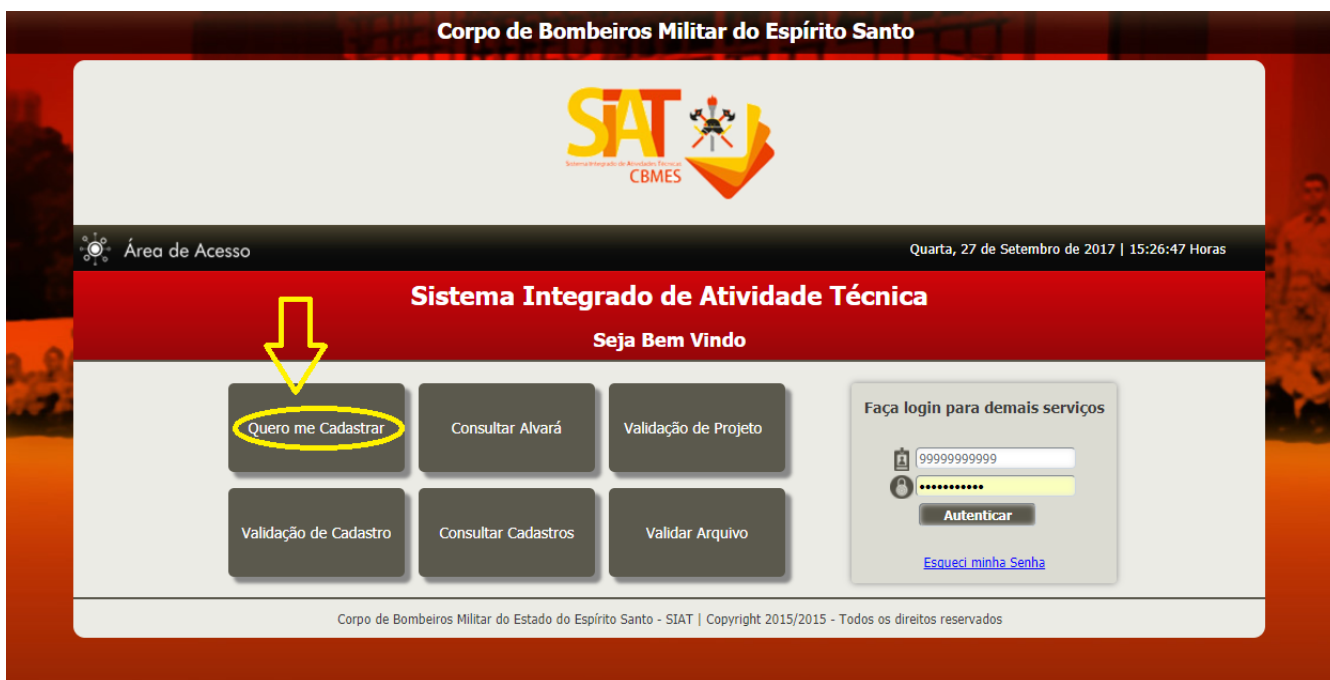 Corpo de Bombeiros Militar do Espírito Santo
SiAT
Sistema Integrado de Atividades Técnicas
CBMES
Área de Acesso
Quarta, 27 de Setembro de 2017 | 15:26:47 Horas
Sistema Integrado de Atividade Técnica
Seja Bem Vindo
Quero me Cadastrar
Consultar Alvará
Validação de Projeto
Validação de Cadastro
Consultar Cadastros
Validar Arquivo
Faça login para demais serviços
99999999999
•••••••••••
Autenticar
Esqueci minha Senha
Corpo de Bombeiros Militar do Estado do Espírito Santo - SIAT | Copyright 2015/2015 - Todos os direitos reservados